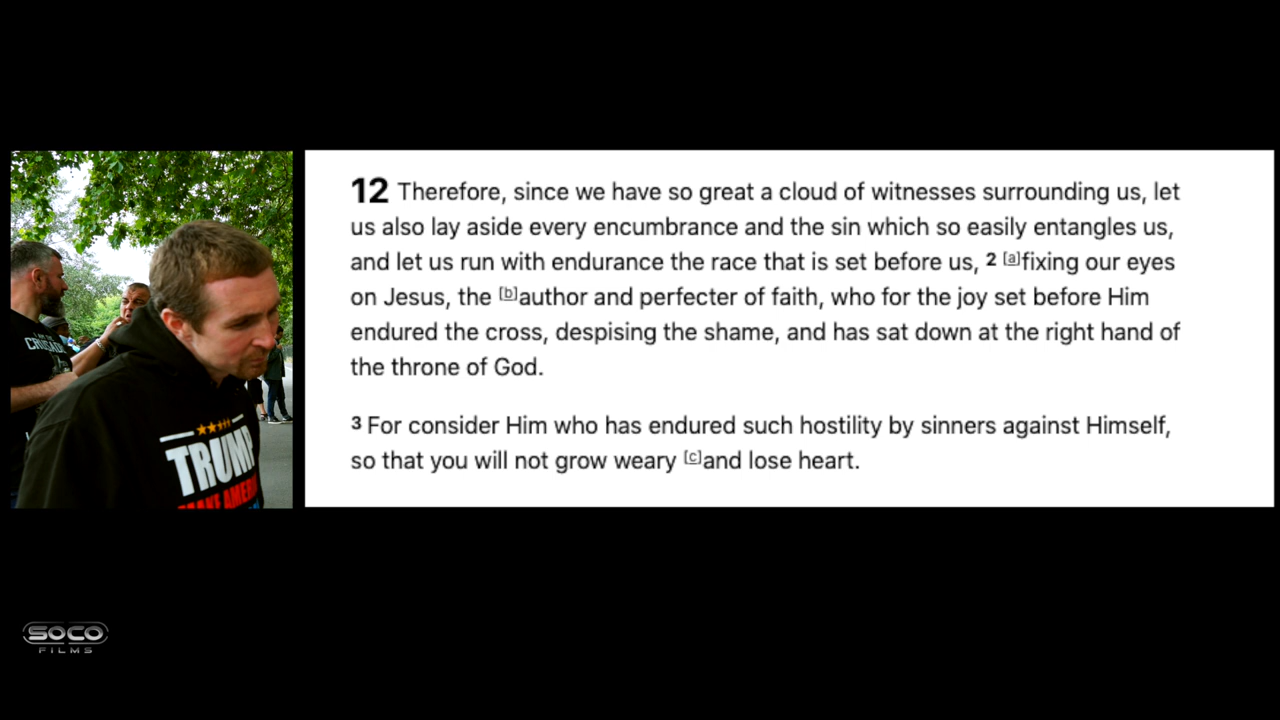 CRUSADE
TRUMP
MAKE AMERI
12 Therefore, since we have so great a cloud of witnesses surrounding us, let
us also lay aside every encumbrance and the sin which so easily entangles us,
and let us run with endurance the race that is set before us, 2 [a]fixing our eyes
on Jesus, the [b]author and perfecter of faith, who for the joy set before Him
endured the cross, despising the shame, and has sat down at the right hand of
the throne of God.
3 For consider Him who has endured such hostility by sinners against Himself,
so that you will not grow weary [c]and lose heart.
SOCO
FILMS